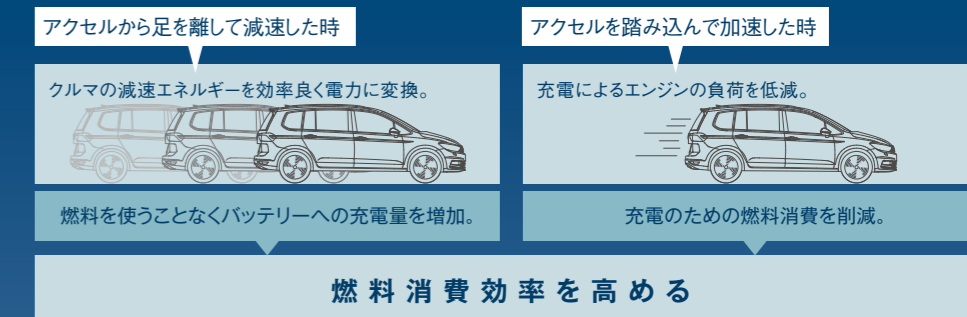 アクセルから足を離して減速した時
クルマの減速エネルギーを効率良く電力に変換。
燃料を使うことなくバッテリーへの充電量を増加。
アクセルを踏み込んで加速した時
充電によるエンジンの負荷を低減。
充電のための燃料消費を削減。
燃料消費効率を高める